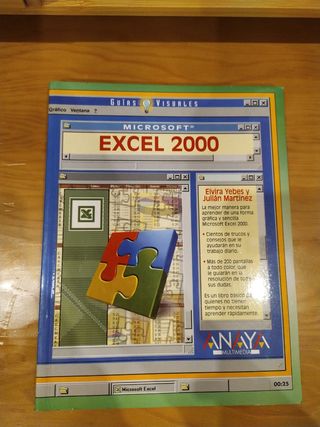 GUÍAS VISUALES
Gráfico Ventana ?
MICROSOFT®
EXCEL 2000
Elvira Yebes y
Julián Martínez
La mejor manera para
aprender de una forma
gráfica y sencilla
Microsoft Excel 2000.
• Cientos de trucos y
consejos que le
ayudarán en su
trabajo diario.
• Más de 200 pantallas
a todo color, que
le guiarán en la
resolución de todas
sus dudas.
Es un libro básico para
quienes no tienen
tiempo y necesitan
aprender rápidamente.
ANAYA
MULTIMEDIA
Microsoft Excel
00:25